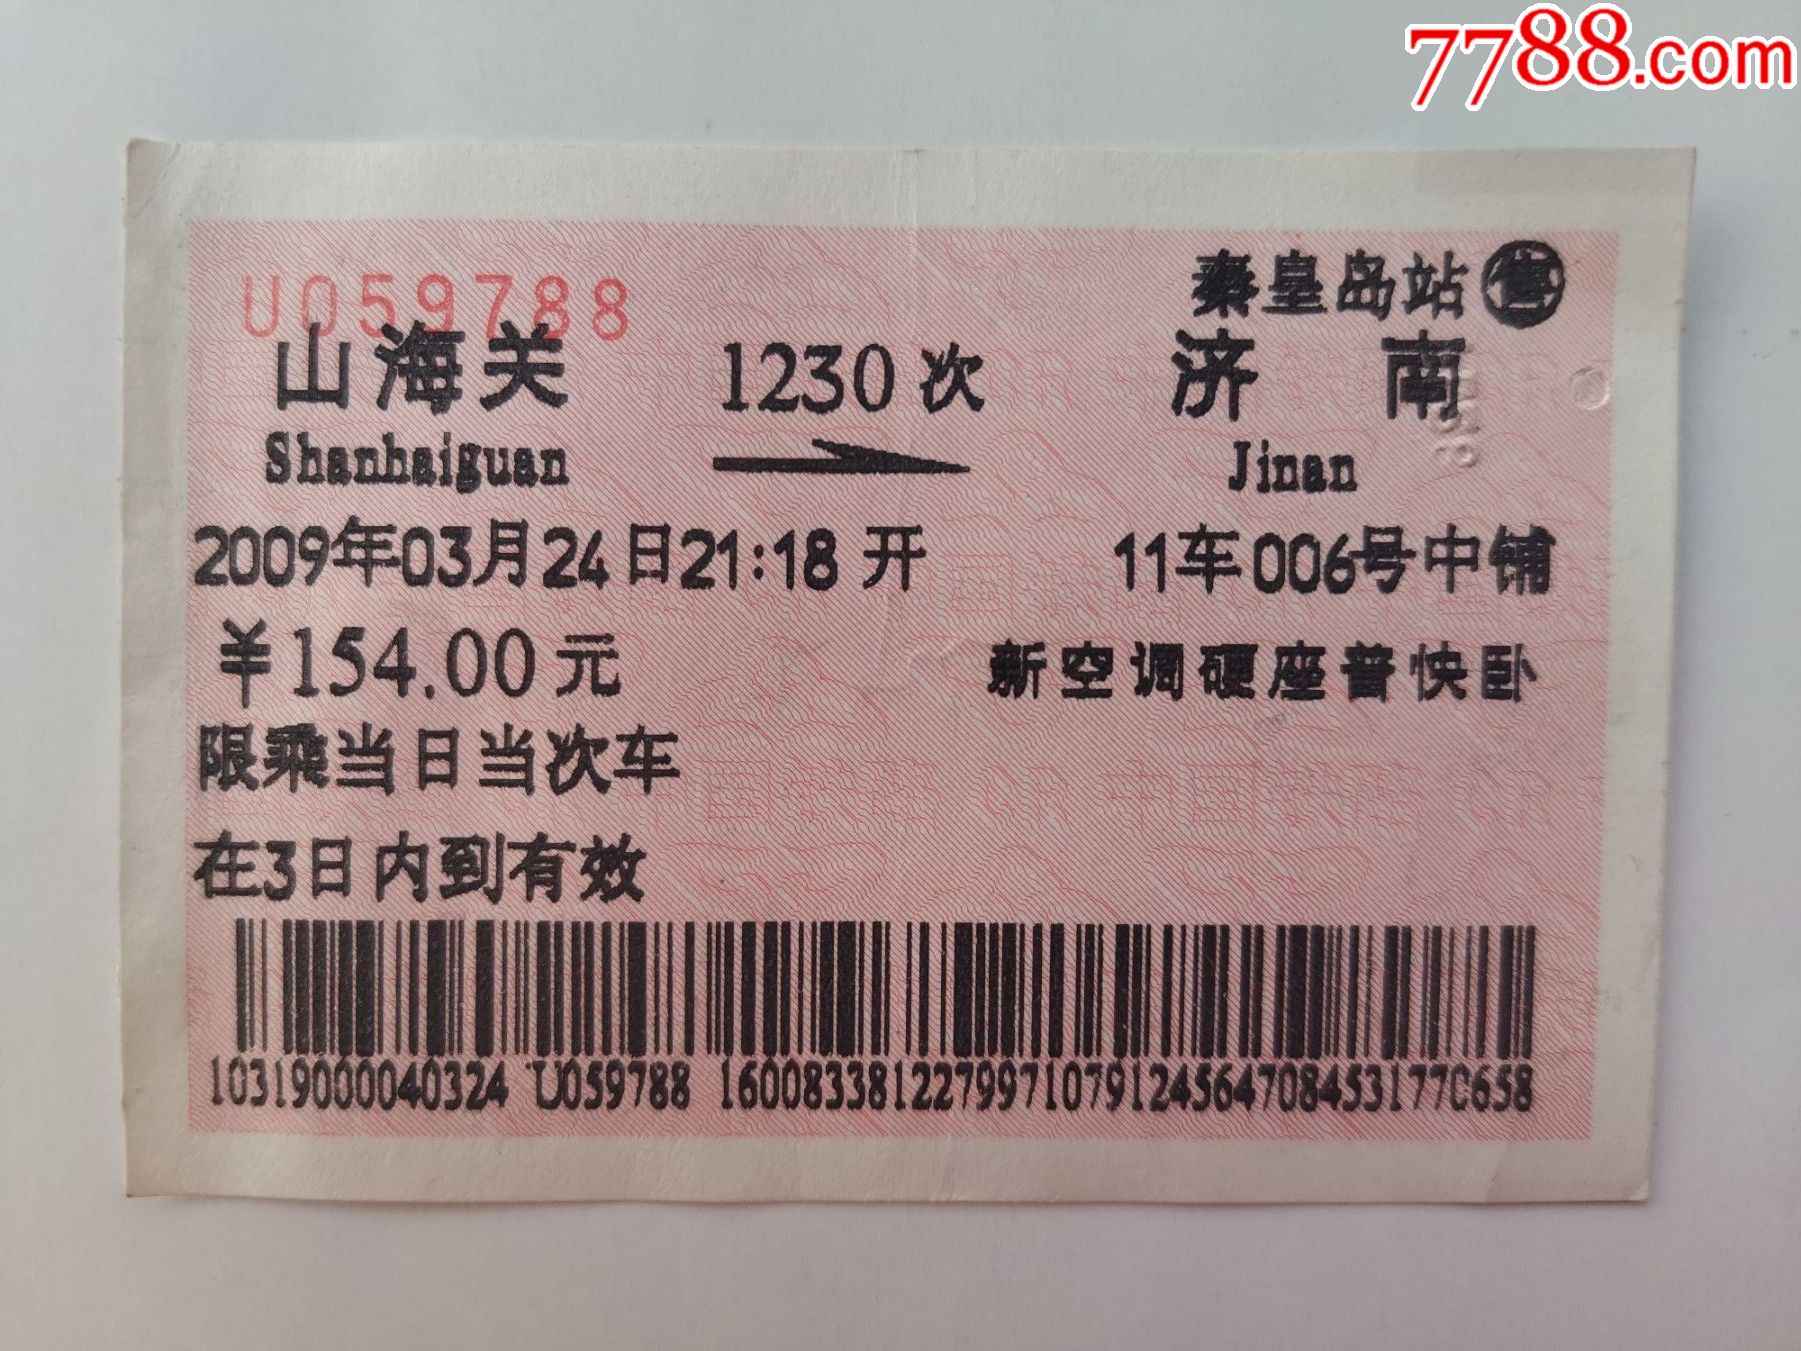 7788.com
U059788
秦皇岛站 售
山海关 1230次 济南
Shanhaiguan Jinan
2009年03月24日21:18开 11车006号中铺
￥154.00元 新空调硬座普快卧
限乘当日当次车
在3日内到有效
10319000040324 U059788 16008338122799710791245647084531770658